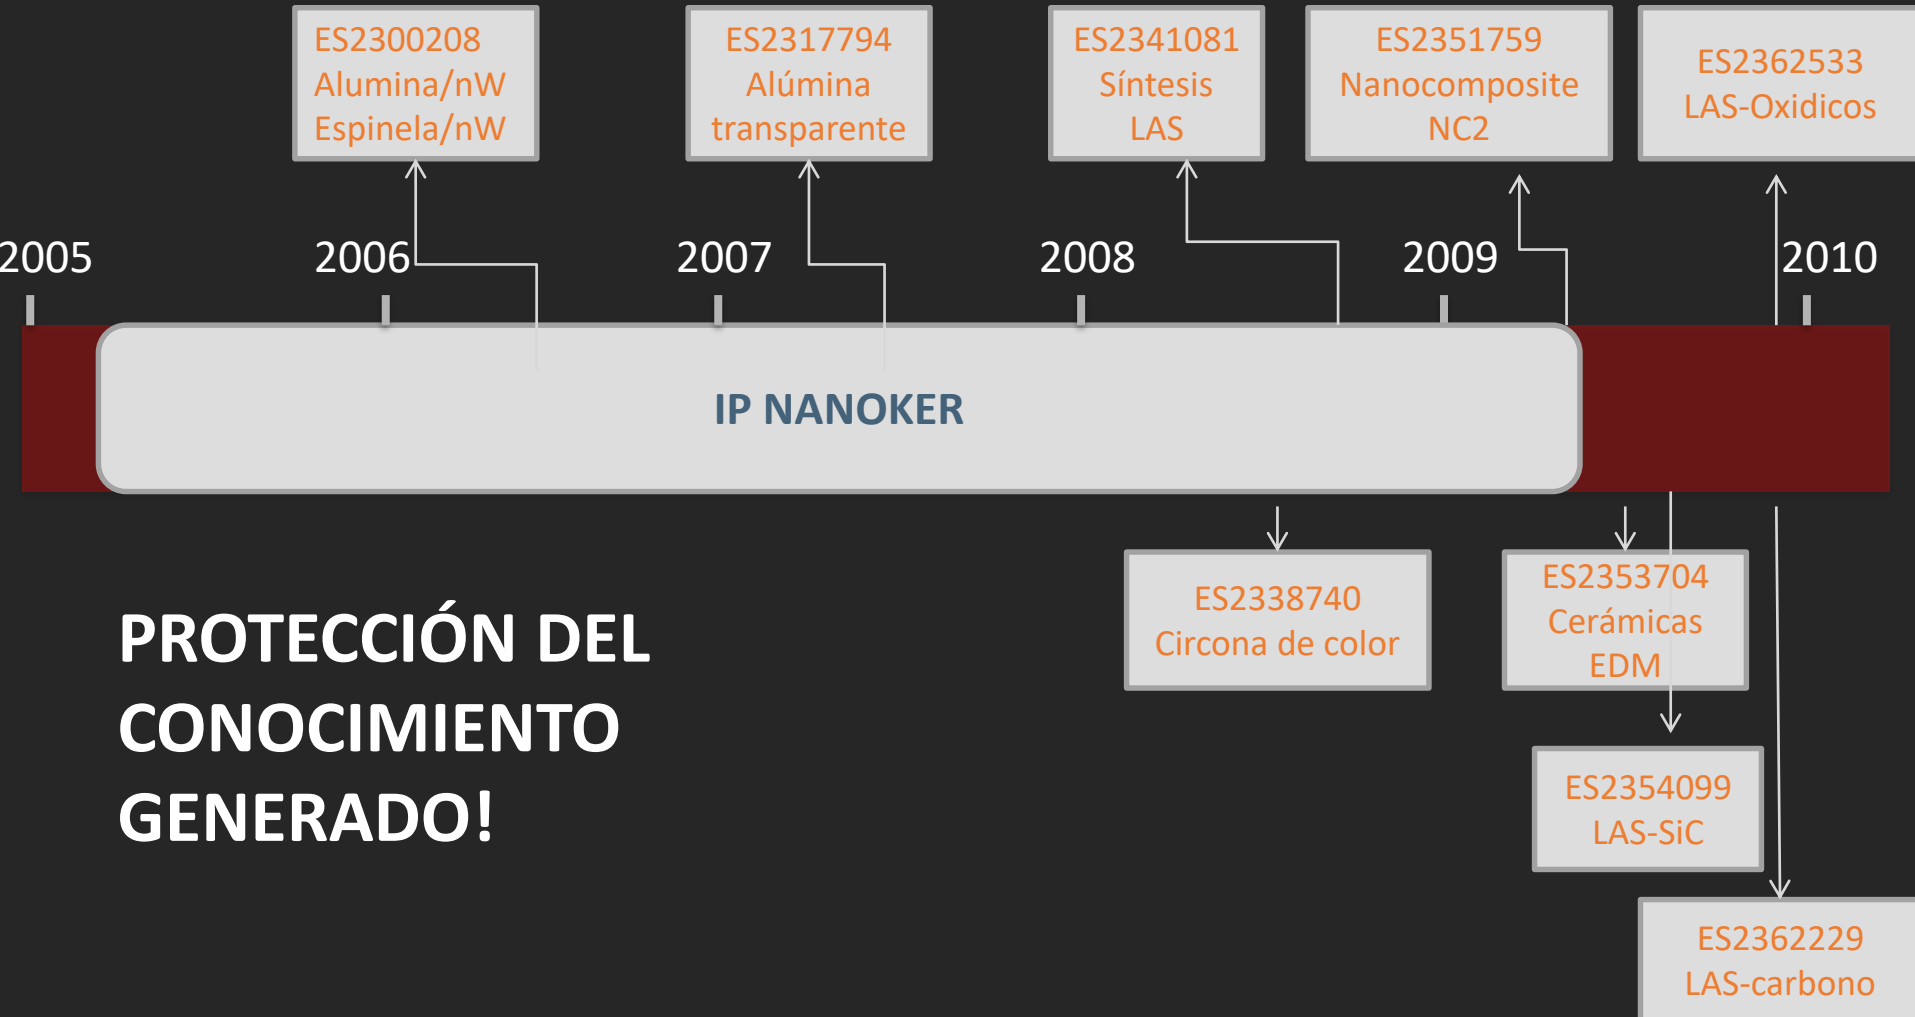 ES2300208
Alumina/nW
Espinela/nW
ES2317794
Alúmina
transparente
ES2341081
Síntesis
LAS
ES2351759
Nanocomposite
NC2
ES2362533
LAS-Oxidicos
2005
2006
2007
2008
2009
2010
IP NANOKER
PROTECCIÓN DEL
CONOCIMIENTO
GENERADO!
ES2338740
Circona de color
ES2353704
Cerámicas
EDM
ES2354099
LAS-SiC
ES2362229
LAS-carbono